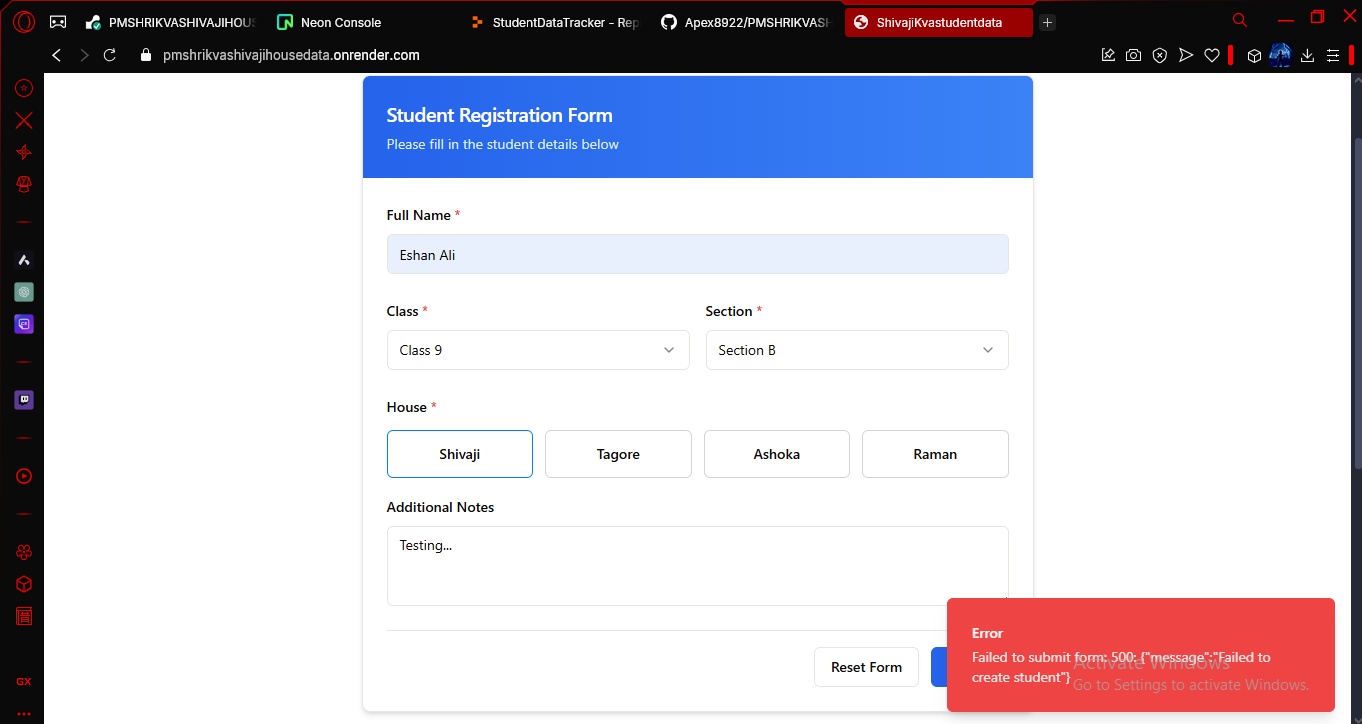 PMSHRIKVASHIVAJIHOUS
Neon Console
StudentDataTracker - Rep
Apex8922/PMSHRIKVASH
ShivajiKvastudentdata
pmshrikvashivajihousedata.onrender.com
Student Registration Form
Please fill in the student details below
Full Name *
Eshan Ali
Class *
Section *
Class 9
Section B
House *
Shivaji
Tagore
Ashoka
Raman
Additional Notes
Testing...
Reset Form
Error
Failed to submit form: 500: {"message":"Failed to
create student"}
Activate Windows
Go to Settings to activate Windows.
GX